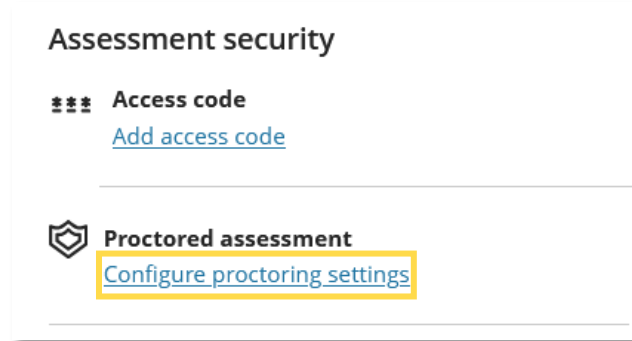 Assessment security
Access code
Add access code
Proctored assessment
Configure proctoring settings